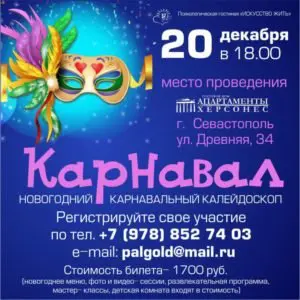 Психологическая гостиная «ИСКУССТВО ЖИТЬ»
20 декабря
в 18.00
место проведения
АПАРТАМЕНТЫ
ХЕРСОНЕС
г. Севастополь
ул. Древняя, 34
Карнавал
НОВОГОДНИЙ КАРНАВАЛЬНЫЙ КАЛЕЙДОСКОП
Регистрируйте свое участие
по тел. +7 (978) 852 74 03
e-mail: palgold@mail.ru
Стоимость билета– 1700 руб.
(новогоднее меню, фото и видео– сессии, развлекательная программа,
мастер– классы, детская комната входят в стоимость)